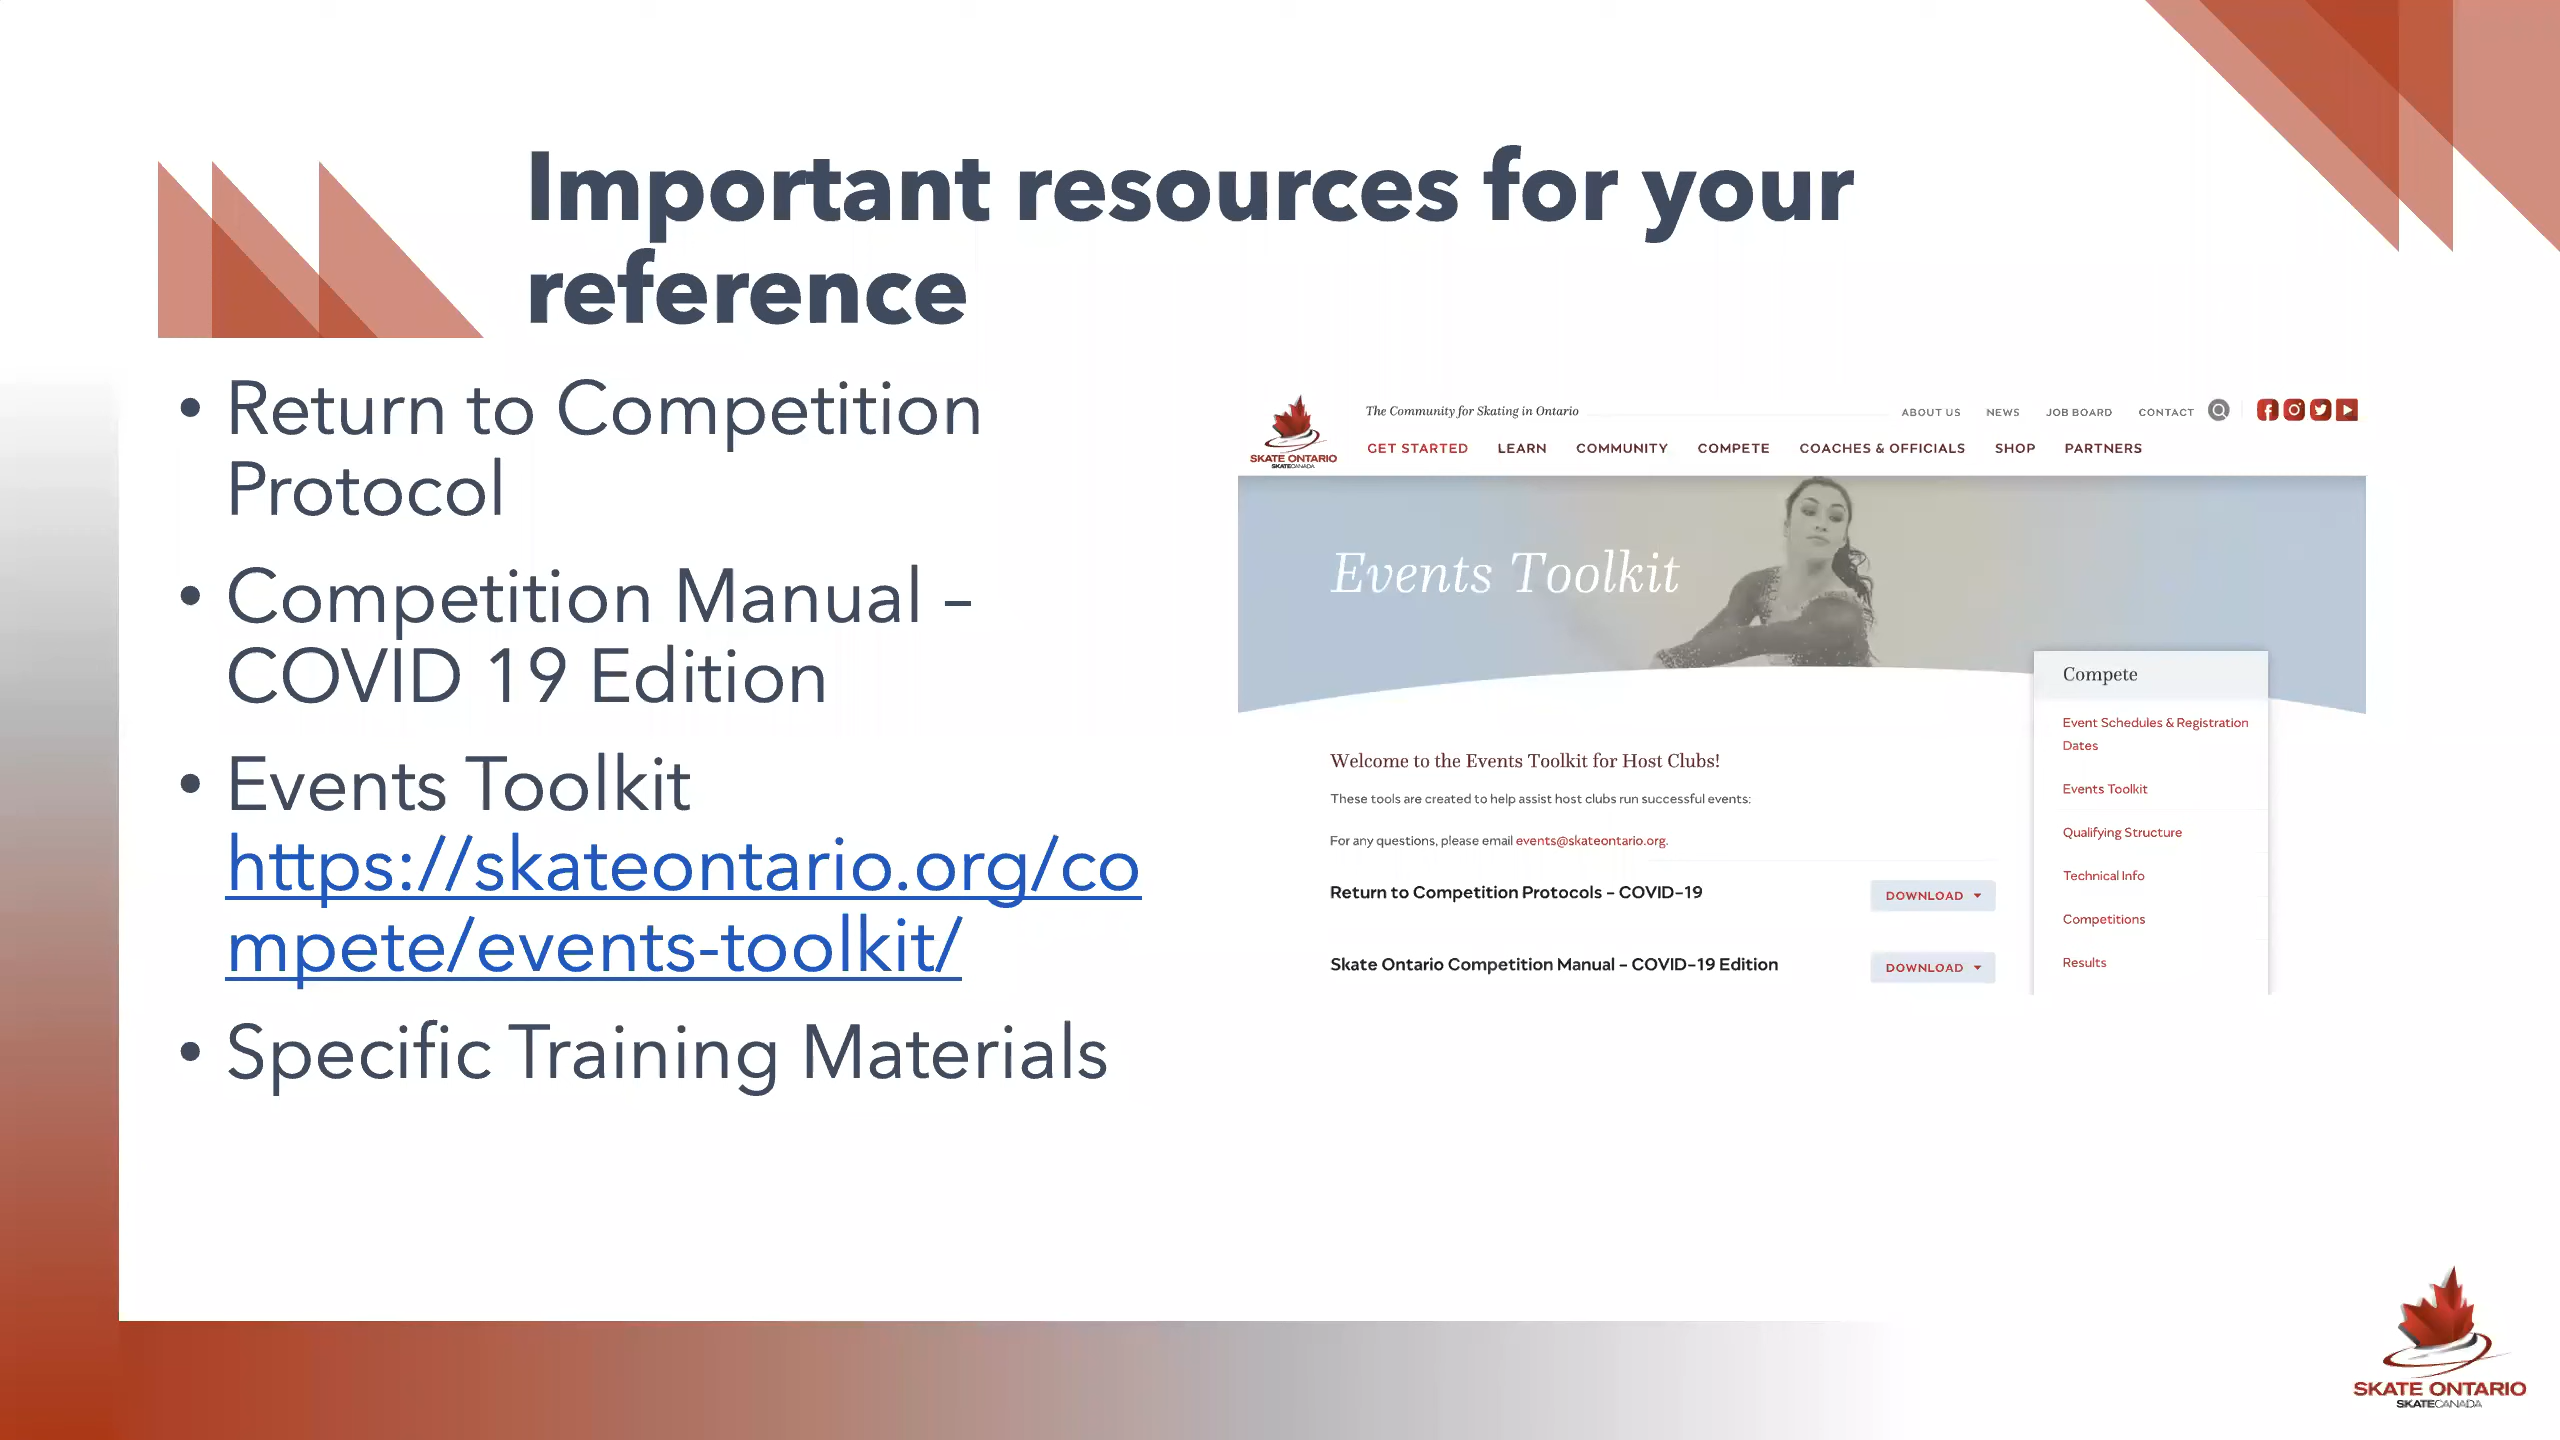 Important resources for your
reference
• Return to Competition
Protocol
• Competition Manual –
COVID 19 Edition
• Events Toolkit
https://skateontario.org/co
mpete/events-toolkit/
• Specific Training Materials
SKATE ONTARIO
SKATECANADA
The Community for Skating in Ontario
ABOUT US NEWS JOB BOARD CONTACT
GET STARTED LEARN COMMUNITY COMPETE COACHES & OFFICIALS SHOP PARTNERS
Events Toolkit
Welcome to the Events Toolkit for Host Clubs!
These tools are created to help assist host clubs run successful events:
For any questions, please email events@skateontario.org.
Return to Competition Protocols – COVID-19
DOWNLOAD
Skate Ontario Competition Manual – COVID-19 Edition
DOWNLOAD
Compete
Event Schedules & Registration
Dates
Events Toolkit
Qualifying Structure
Technical Info
Competitions
Results
SKATE ONTARIO
SKATECANADA